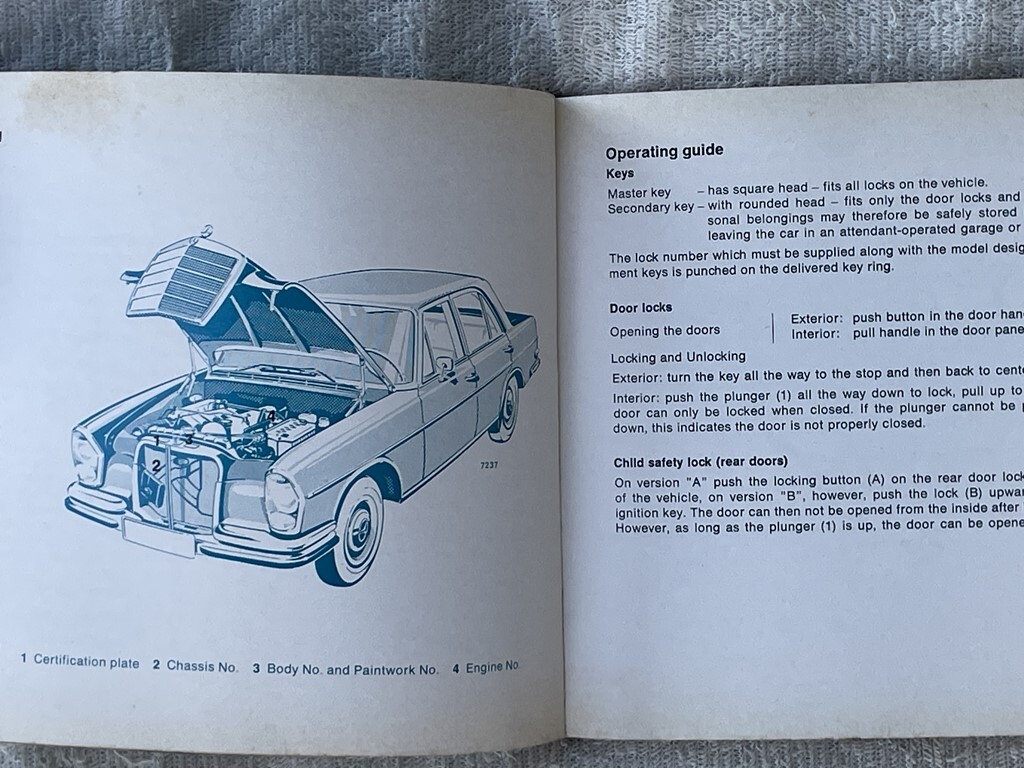 1
4
3
2
7237
1 Certification plate 2 Chassis No. 3 Body No. and Paintwork No. 4 Engine No.
Operating guide
Keys
Master key – has square head – fits all locks on the vehicle.
Secondary key – with rounded head – fits only the door locks and
sonal belongings may therefore be safely stored
leaving the car in an attendant-operated garage or
The lock number which must be supplied along with the model desig
ment keys is punched on the delivered key ring.
Door locks
Opening the doors
Exterior: push button in the door han
Interior: pull handle in the door pane
Locking and Unlocking
Exterior: turn the key all the way to the stop and then back to cente
Interior: push the plunger (1) all the way down to lock, pull up to
door can only be locked when closed. If the plunger cannot be
down, this indicates the door is not properly closed.
Child safety lock (rear doors)
On version "A" push the locking button (A) on the rear door lock
of the vehicle, on version "B", however, push the lock (B) upwar
ignition key. The door can then not be opened from the inside after
However, as long as the plunger (1) is up, the door can be opene